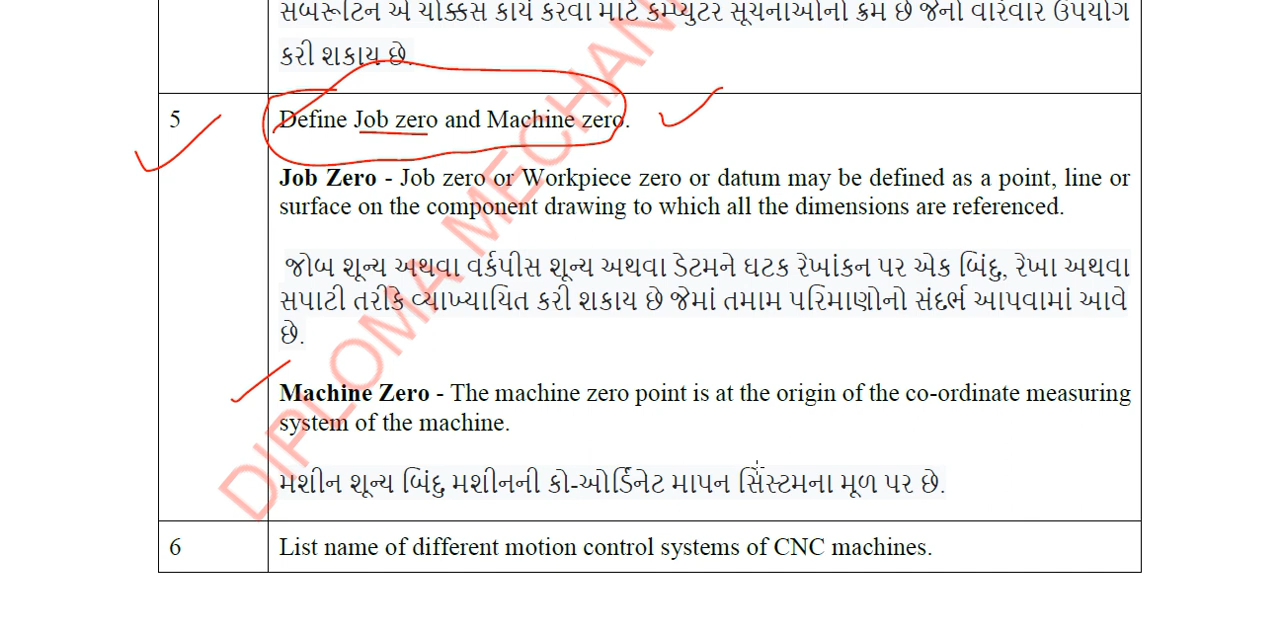 સબરૂટિન એ ચોક્કસ કાર્ય કરવા માટે કમ્પ્યુટર સૂચનાઓનો ક્રમ છે જેનો વારંવાર ઉપયોગ
કરી શકાય છે.
5
Define Job zero and Machine zero.
Job Zero - Job zero or Workpiece zero or datum may be defined as a point, line or
surface on the component drawing to which all the dimensions are referenced.
જોબ શૂન્ય અથવા વર્કપીસ શૂન્ય અથવા ડેટમને ઘટક રેખાંકન પર એક બિંદુ, રેખા અથવા
સપાટી તરીકે વ્યાખ્યાયિત કરી શકાય છે જેમાં તમામ પરિમાણોનો સંદર્ભ આપવામાં આવે
છે.
Machine Zero - The machine zero point is at the origin of the co-ordinate measuring
system of the machine.
મશીન શૂન્ય બિંદુ મશીનની કો-ઓર્ડિનેટ માપન સિસ્ટમના મૂળ પર છે.
6
List name of different motion control systems of CNC machines.
DIPLOMA MECHAN